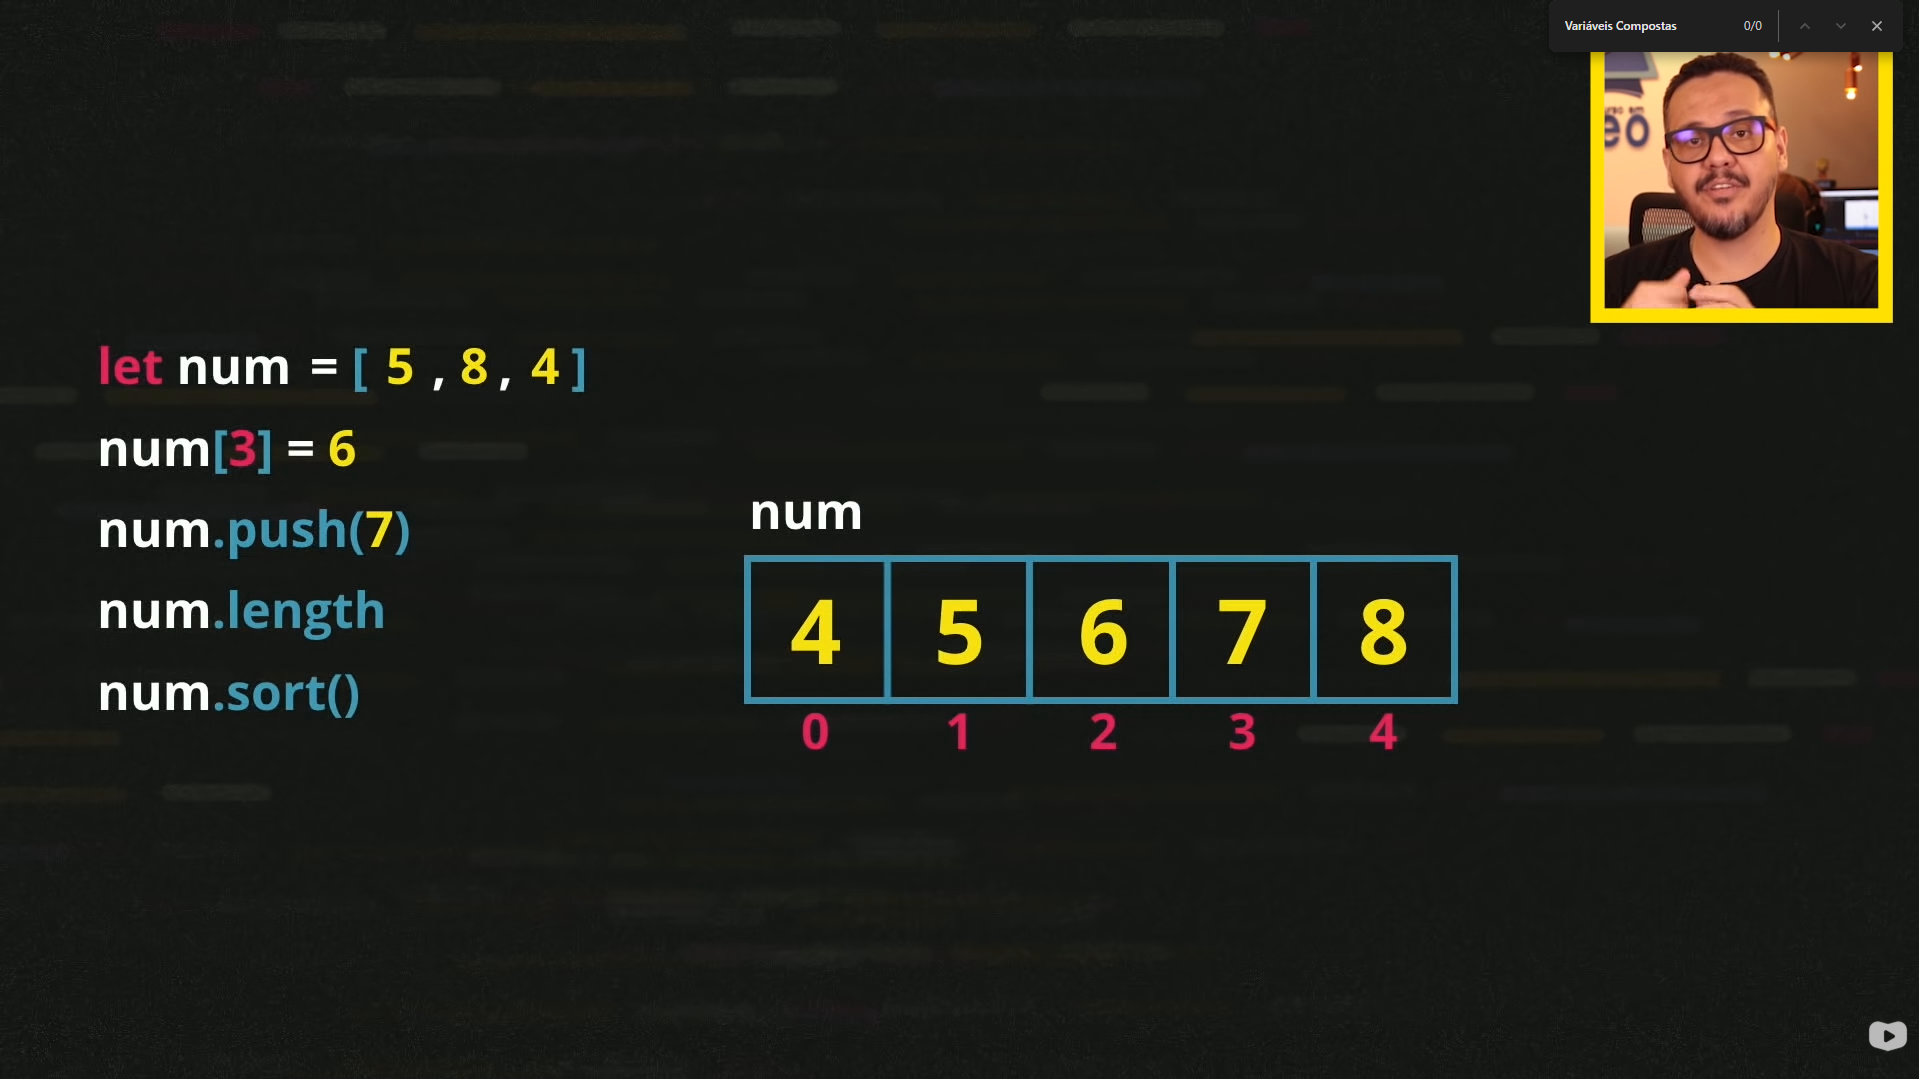 Variáveis Compostas 0/0
eo
let num = [ 5 , 8 , 4 ]
num[3] = 6
num.push(7)
num.length
num.sort()
num
4 5 6 7 8
0 1 2 3 4